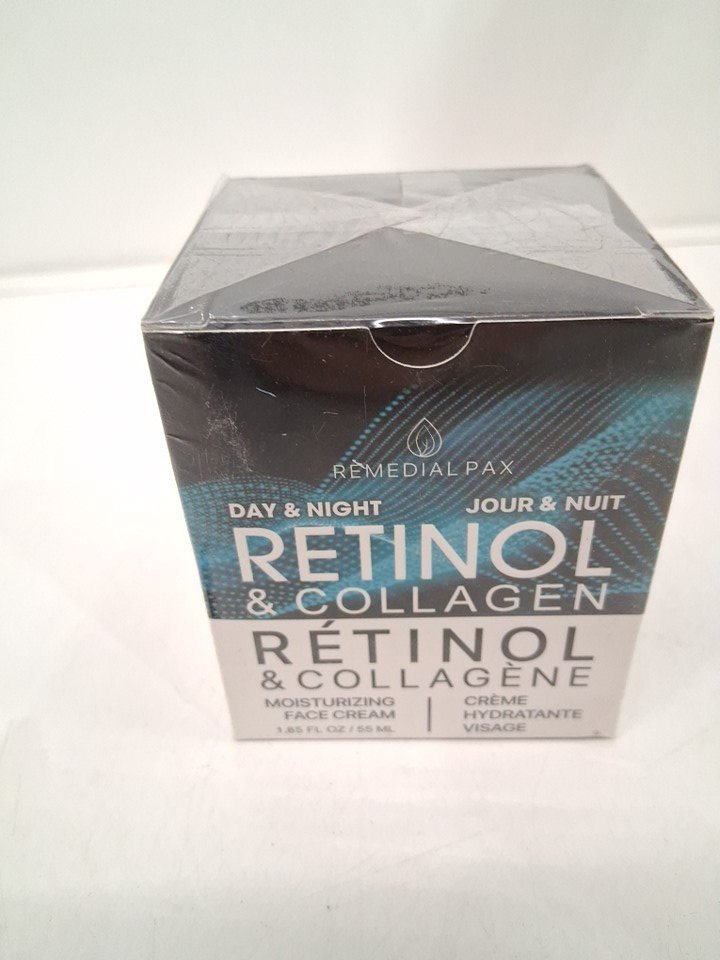 RÈMEDIAL PAX
DAY & NIGHT JOUR & NUIT
RETINOL
& COLLAGEN
RÉTINOL
& COLLAGÈNE
MOISTURIZING
FACE CREAM
1.85 FL OZ / 55 ML
CRÈME
HYDRATANTE
VISAGE